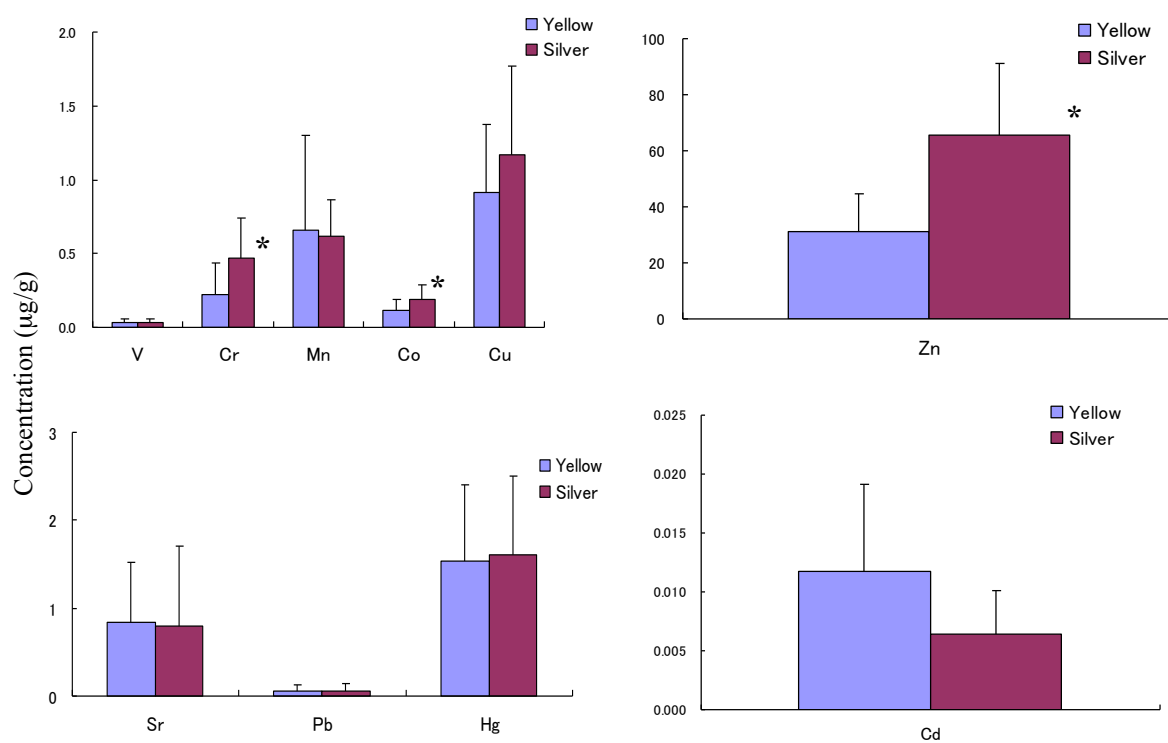 Concentration (µg/g)
Yellow
Silver
2.0
1.5
1.0
0.5
0.0
*
*
V Cr Mn Co Cu
Yellow
Silver
100
80
60
40
20
0
*
Zn
Yellow
Silver
3
2
1
0
Sr Pb Hg
Yellow
Silver
0.025
0.020
0.015
0.010
0.005
0.000
Cd